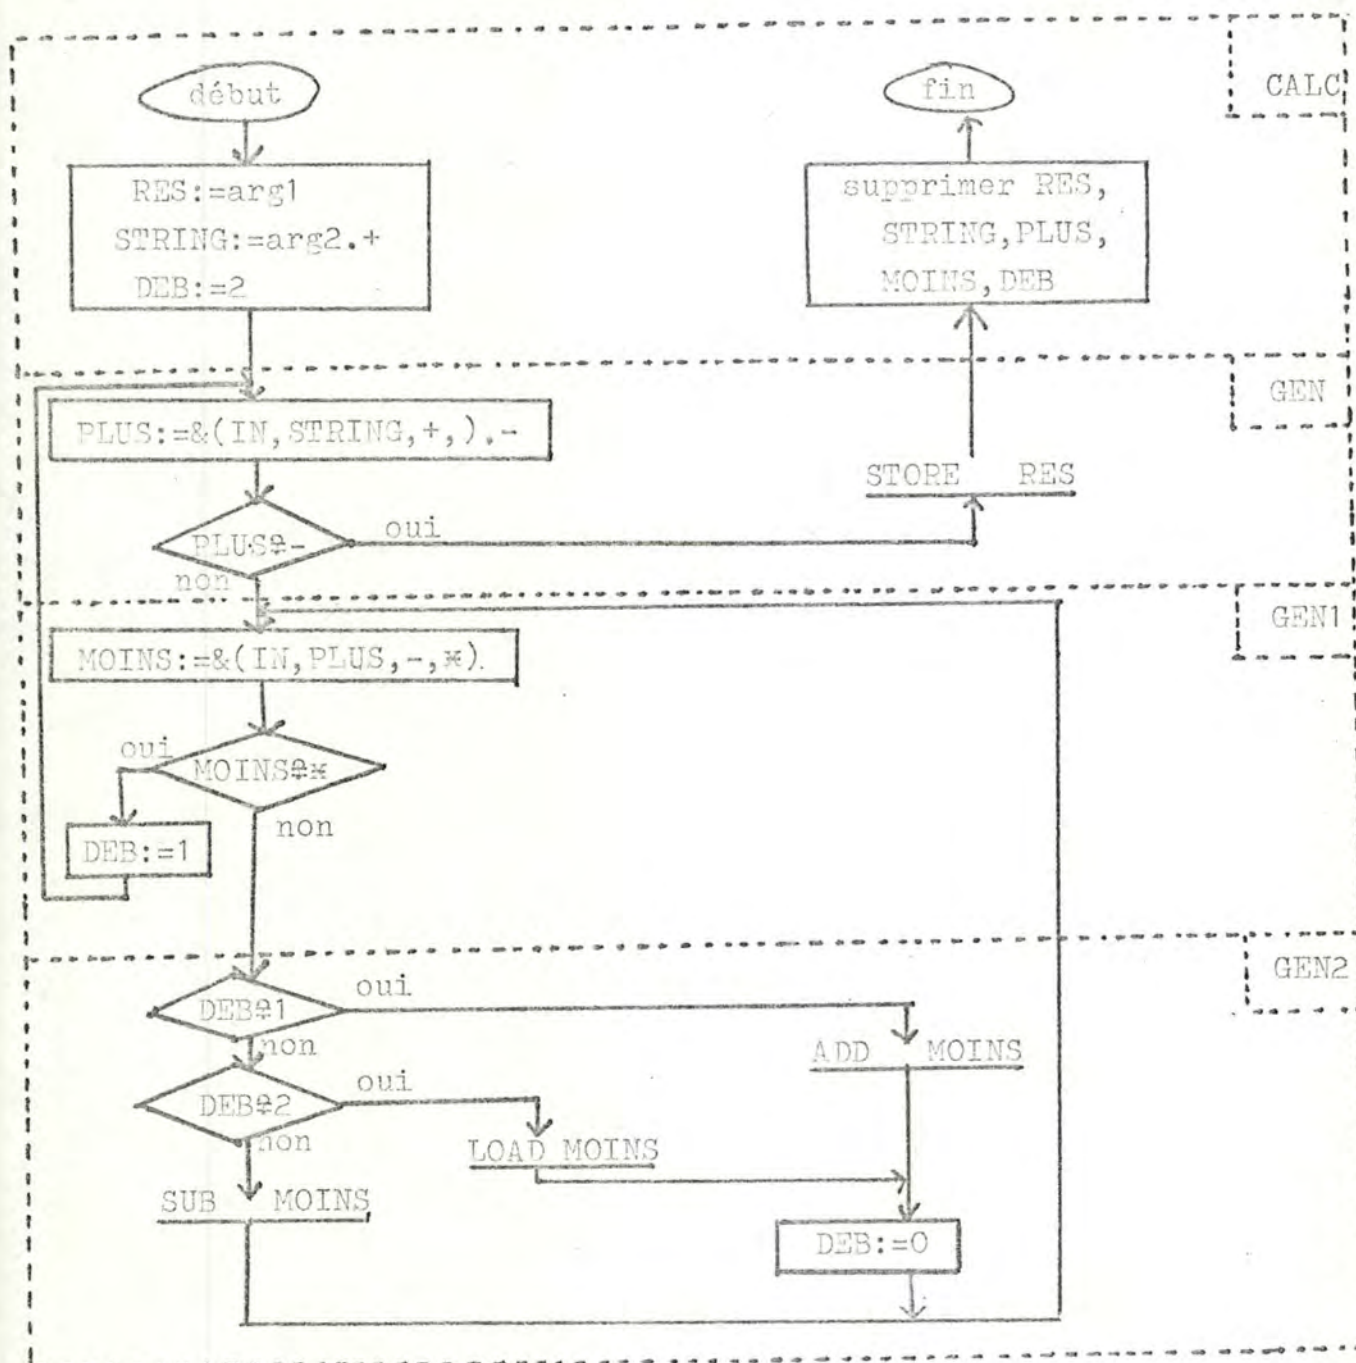 CALC
début
RES:=arg1
STRING:=arg2.+
DEB:=2
fin
supprimer RES,
STRING,PLUS,
MOINS,DEB
GEN
PLUS:=&(IN,STRING,+,).-
PLUS≟-
oui
non
STORE RES
GEN1
MOINS:=&(IN,PLUS,-,*).
MOINS≟*
oui
non
DEB:=1
GEN2
DEB≟1
oui
non
ADD MOINS
DEB≟2
oui
non
LOAD MOINS
SUB MOINS
DEB:=0